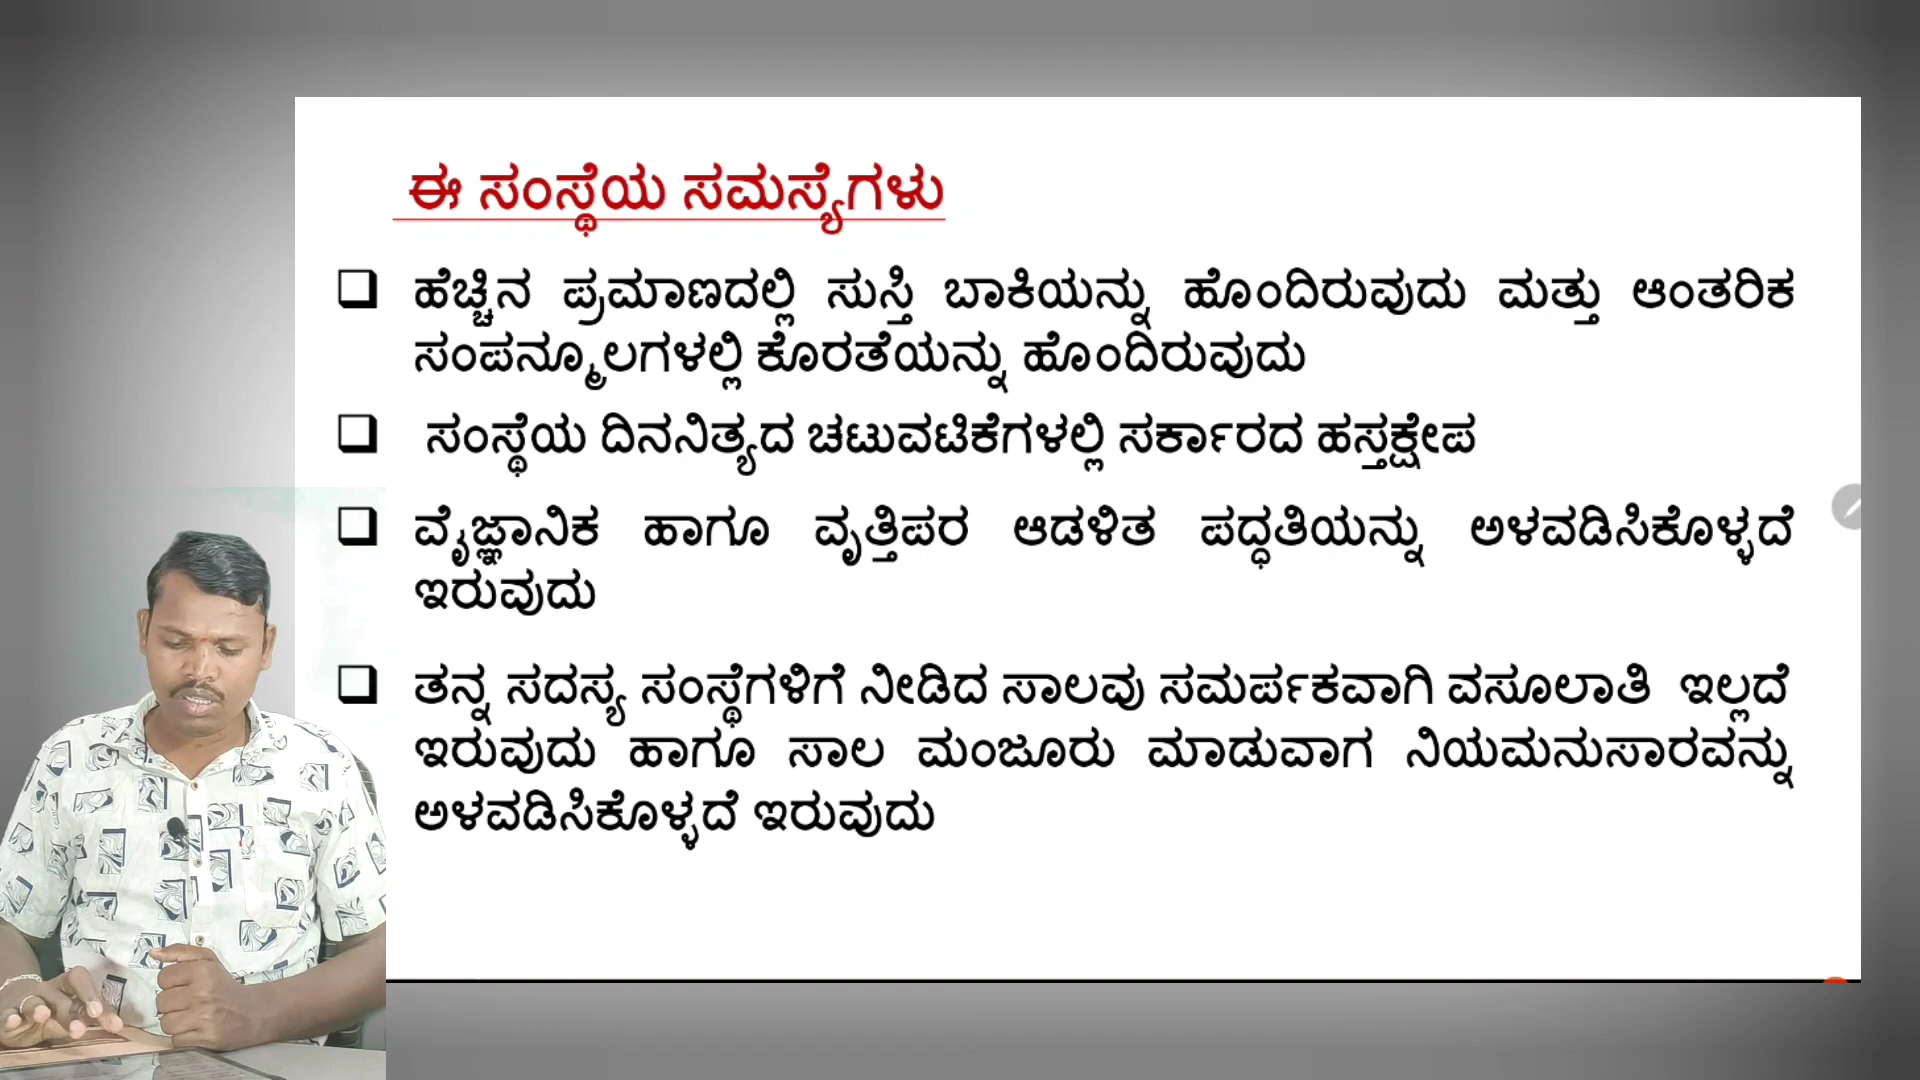 ಈ ಸಂಸ್ಥೆಯ ಸಮಸ್ಯೆಗಳು
ಹೆಚ್ಚಿನ ಪ್ರಮಾಣದಲ್ಲಿ ಸುಸ್ತಿ ಬಾಕಿಯನ್ನು ಹೊಂದಿರುವುದು ಮತ್ತು ಆಂತರಿಕ
ಸಂಪನ್ಮೂಲಗಳಲ್ಲಿ ಕೊರತೆಯನ್ನು ಹೊಂದಿರುವುದು
ಸಂಸ್ಥೆಯ ದಿನನಿತ್ಯದ ಚಟುವಟಿಕೆಗಳಲ್ಲಿ ಸರ್ಕಾರದ ಹಸ್ತಕ್ಷೇಪ
ವೈಜ್ಞಾನಿಕ ಹಾಗೂ ವೃತ್ತಿಪರ ಆಡಳಿತ ಪದ್ಧತಿಯನ್ನು ಅಳವಡಿಸಿಕೊಳ್ಳದೆ
ಇರುವುದು
ತನ್ನ ಸದಸ್ಯ ಸಂಸ್ಥೆಗಳಿಗೆ ನೀಡಿದ ಸಾಲವು ಸಮರ್ಪಕವಾಗಿ ವಸೂಲಾತಿ ಇಲ್ಲದೆ
ಇರುವುದು ಹಾಗೂ ಸಾಲ ಮಂಜೂರು ಮಾಡುವಾಗ ನಿಯಮನುಸಾರವನ್ನು
ಅಳವಡಿಸಿಕೊಳ್ಳದೆ ಇರುವುದು